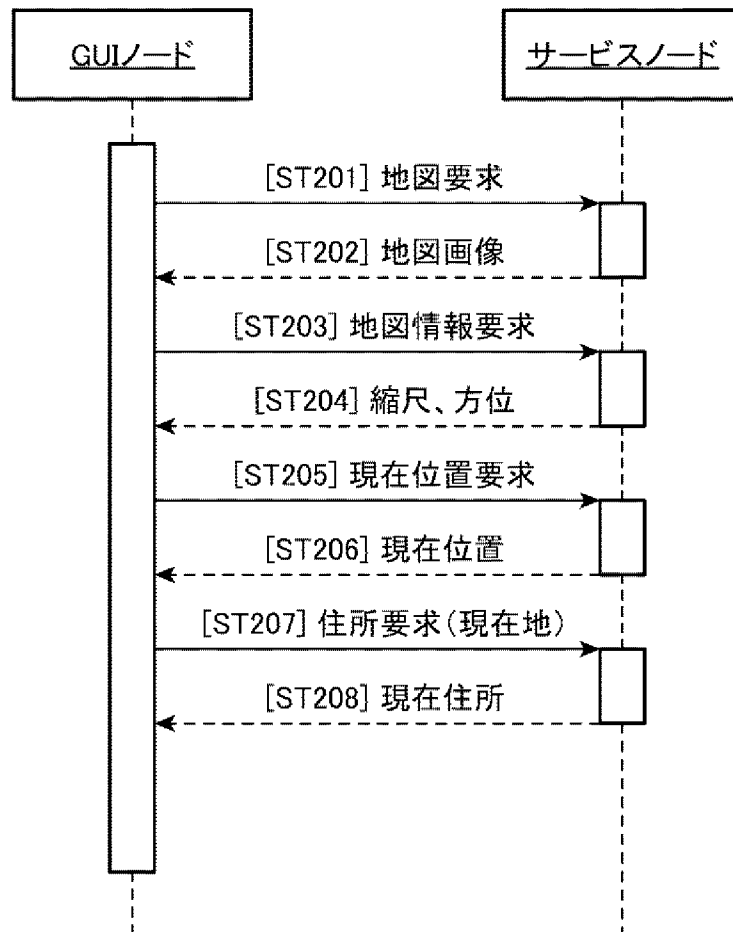 GUIノード
サービスノード
[ST201] 地図要求
[ST202] 地図画像
[ST203] 地図情報要求
[ST204] 縮尺、方位
[ST205] 現在位置要求
[ST206] 現在位置
[ST207] 住所要求(現在地)
[ST208] 現在住所